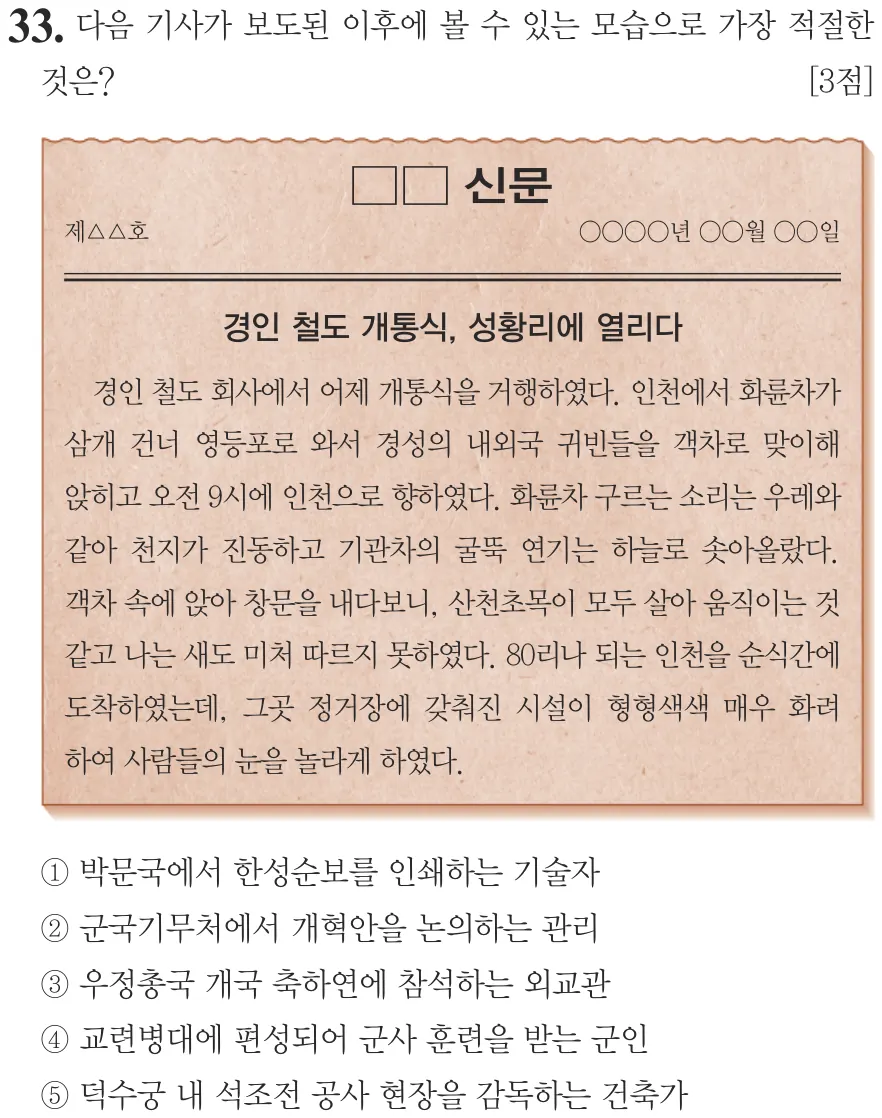 33. 다음 기사가 보도된 이후에 볼 수 있는 모습으로 가장 적절한
것은? [3점]
□□ 신문
제△△호 ○○○○년 ○○월 ○○일
경인 철도 개통식, 성황리에 열리다
경인 철도 회사에서 어제 개통식을 거행하였다. 인천에서 화륜차가
삼개 건너 영등포로 와서 경성의 내외국 귀빈들을 객차로 맞이해
앉히고 오전 9시에 인천으로 향하였다. 화륜차 구르는 소리는 우레와
같아 천지가 진동하고 기관차의 굴뚝 연기는 하늘로 솟아올랐다.
객차 속에 앉아 창문을 내다보니, 산천초목이 모두 살아 움직이는 것
같고 나는 새도 미처 따르지 못하였다. 80리나 되는 인천을 순식간에
도착하였는데, 그곳 정거장에 갖춰진 시설이 형형색색 매우 화려
하여 사람들의 눈을 놀라게 하였다.
① 박문국에서 한성순보를 인쇄하는 기술자
② 군국기무처에서 개혁안을 논의하는 관리
③ 우정총국 개국 축하연에 참석하는 외교관
④ 교련병대에 편성되어 군사 훈련을 받는 군인
⑤ 덕수궁 내 석조전 공사 현장을 감독하는 건축가